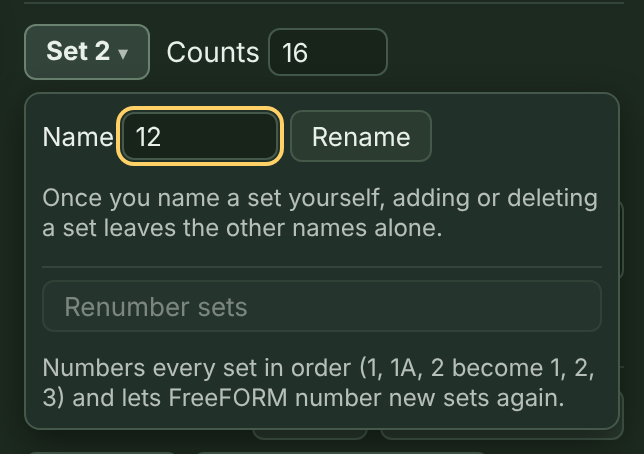 Set 2 ▾ Counts 16
Name 12 Rename
Once you name a set yourself, adding or deleting
a set leaves the other names alone.
Renumber sets
Numbers every set in order (1, 1A, 2 become 1, 2,
3) and lets FreeFORM number new sets again.